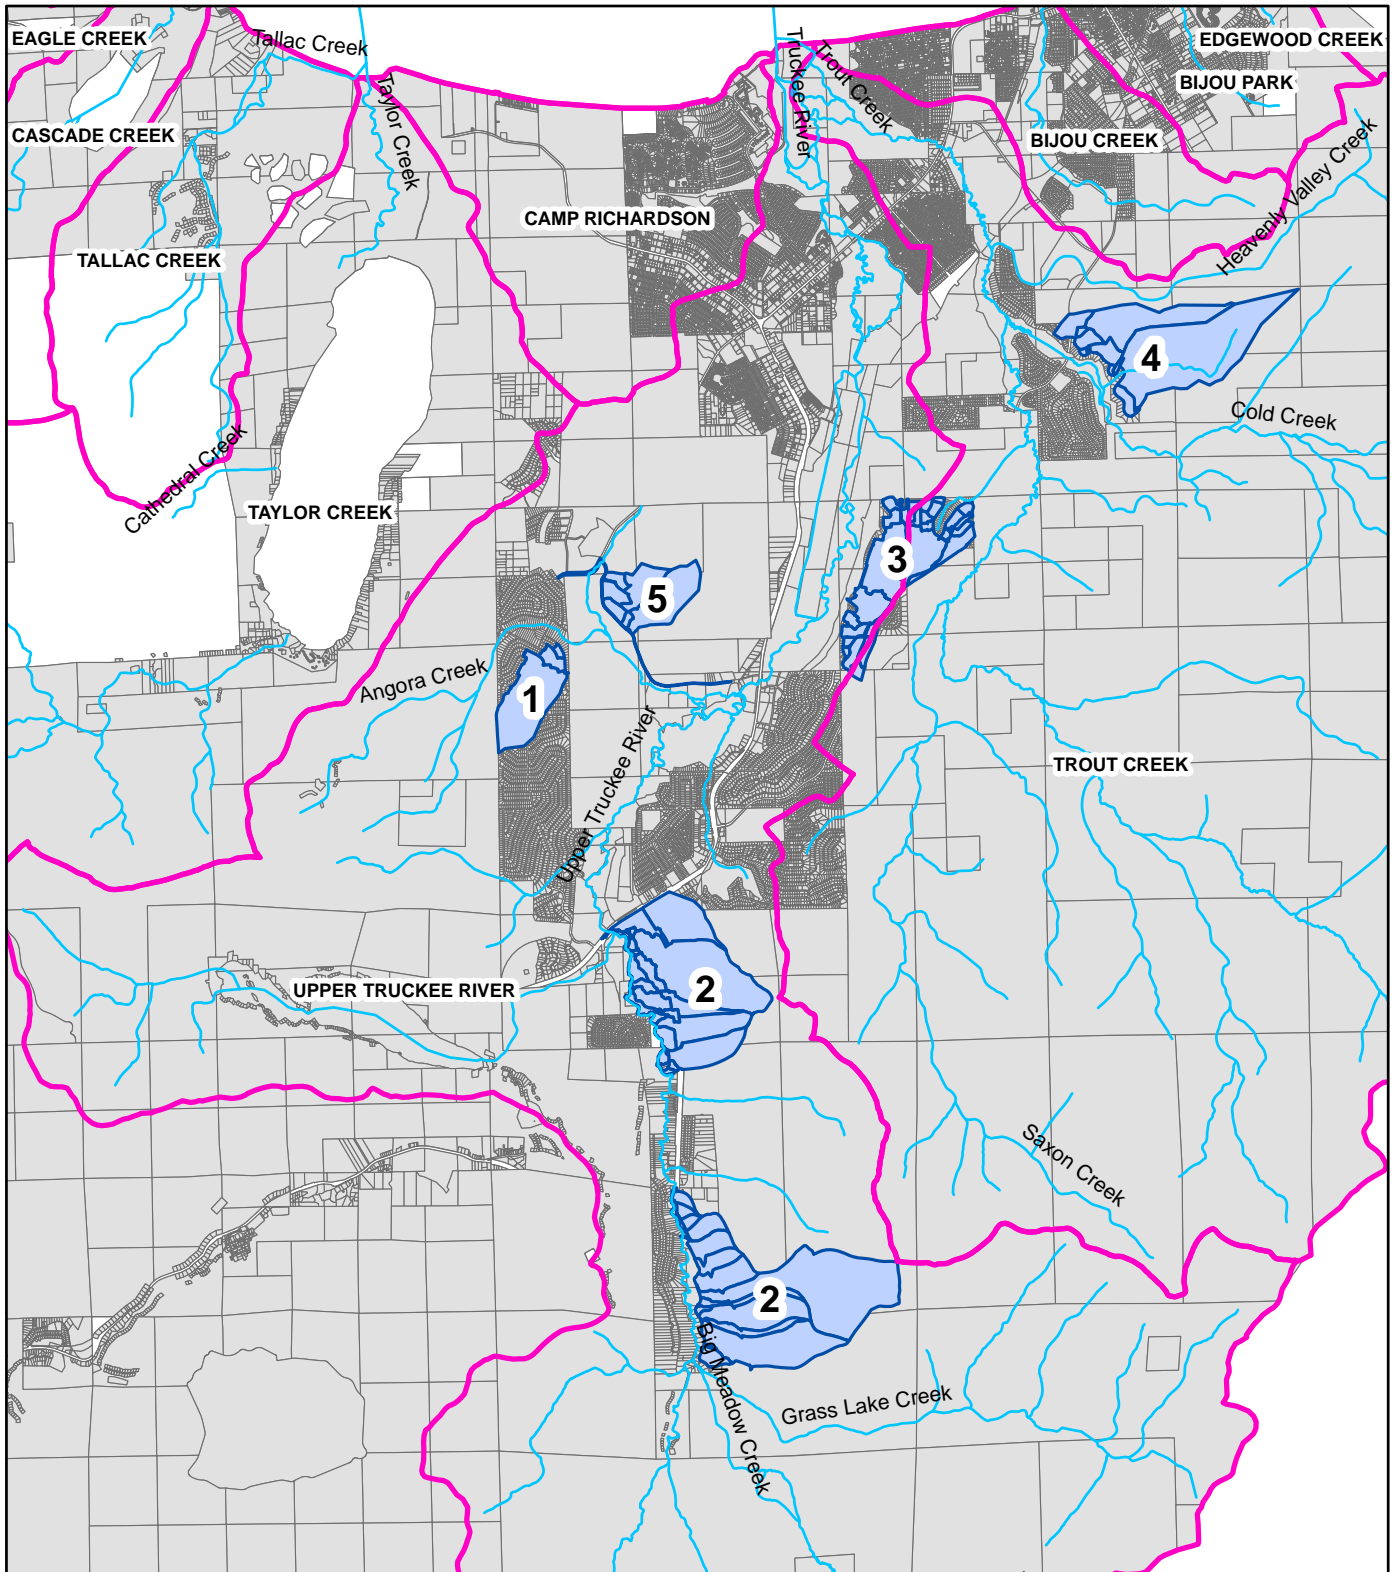 EAGLE CREEK
Tallac Creek
EDGEWOOD CREEK
Truckee River
Trout Creek
BIJOU PARK
CASCADE CREEK
Taylor Creek
BIJOU CREEK
Heavenly Valley Creek
CAMP RICHARDSON
TALLAC CREEK
4
Cold Creek
Cathedral Creek
TAYLOR CREEK
3
5
Angora Creek
1
Upper Truckee River
TROUT CREEK
UPPER TRUCKEE RIVER
2
Saxon Creek
2
Big Meadow Creek
Grass Lake Creek